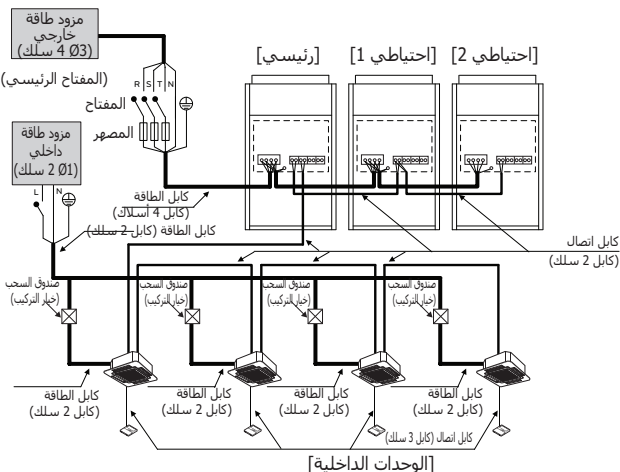 مزود طاقة
خارجي
(3Ø 4 سلك)
[رئيسي]
[احتياطي 1]
[احتياطي 2]
(المفتاح الرئيسي)
R S T N
المفتاح
المصهر
مزود طاقة
داخلي
(1Ø 2 سلك)
L N
كابل الطاقة
(كابل 4 أسلاك)
كابل الطاقة (كابل 2 سلك)
كابل اتصال
(كابل 2 سلك)
صندوق السحب
(خيار التركيب)
صندوق السحب
(خيار التركيب)
صندوق السحب
(خيار التركيب)
صندوق السحب
(خيار التركيب)
كابل الطاقة
(كابل 2 سلك)
كابل الطاقة
(كابل 2 سلك)
كابل الطاقة
(كابل 2 سلك)
كابل الطاقة
(كابل 2 سلك)
كابل اتصال (كابل 3 سلك)
[الوحدات الداخلية]